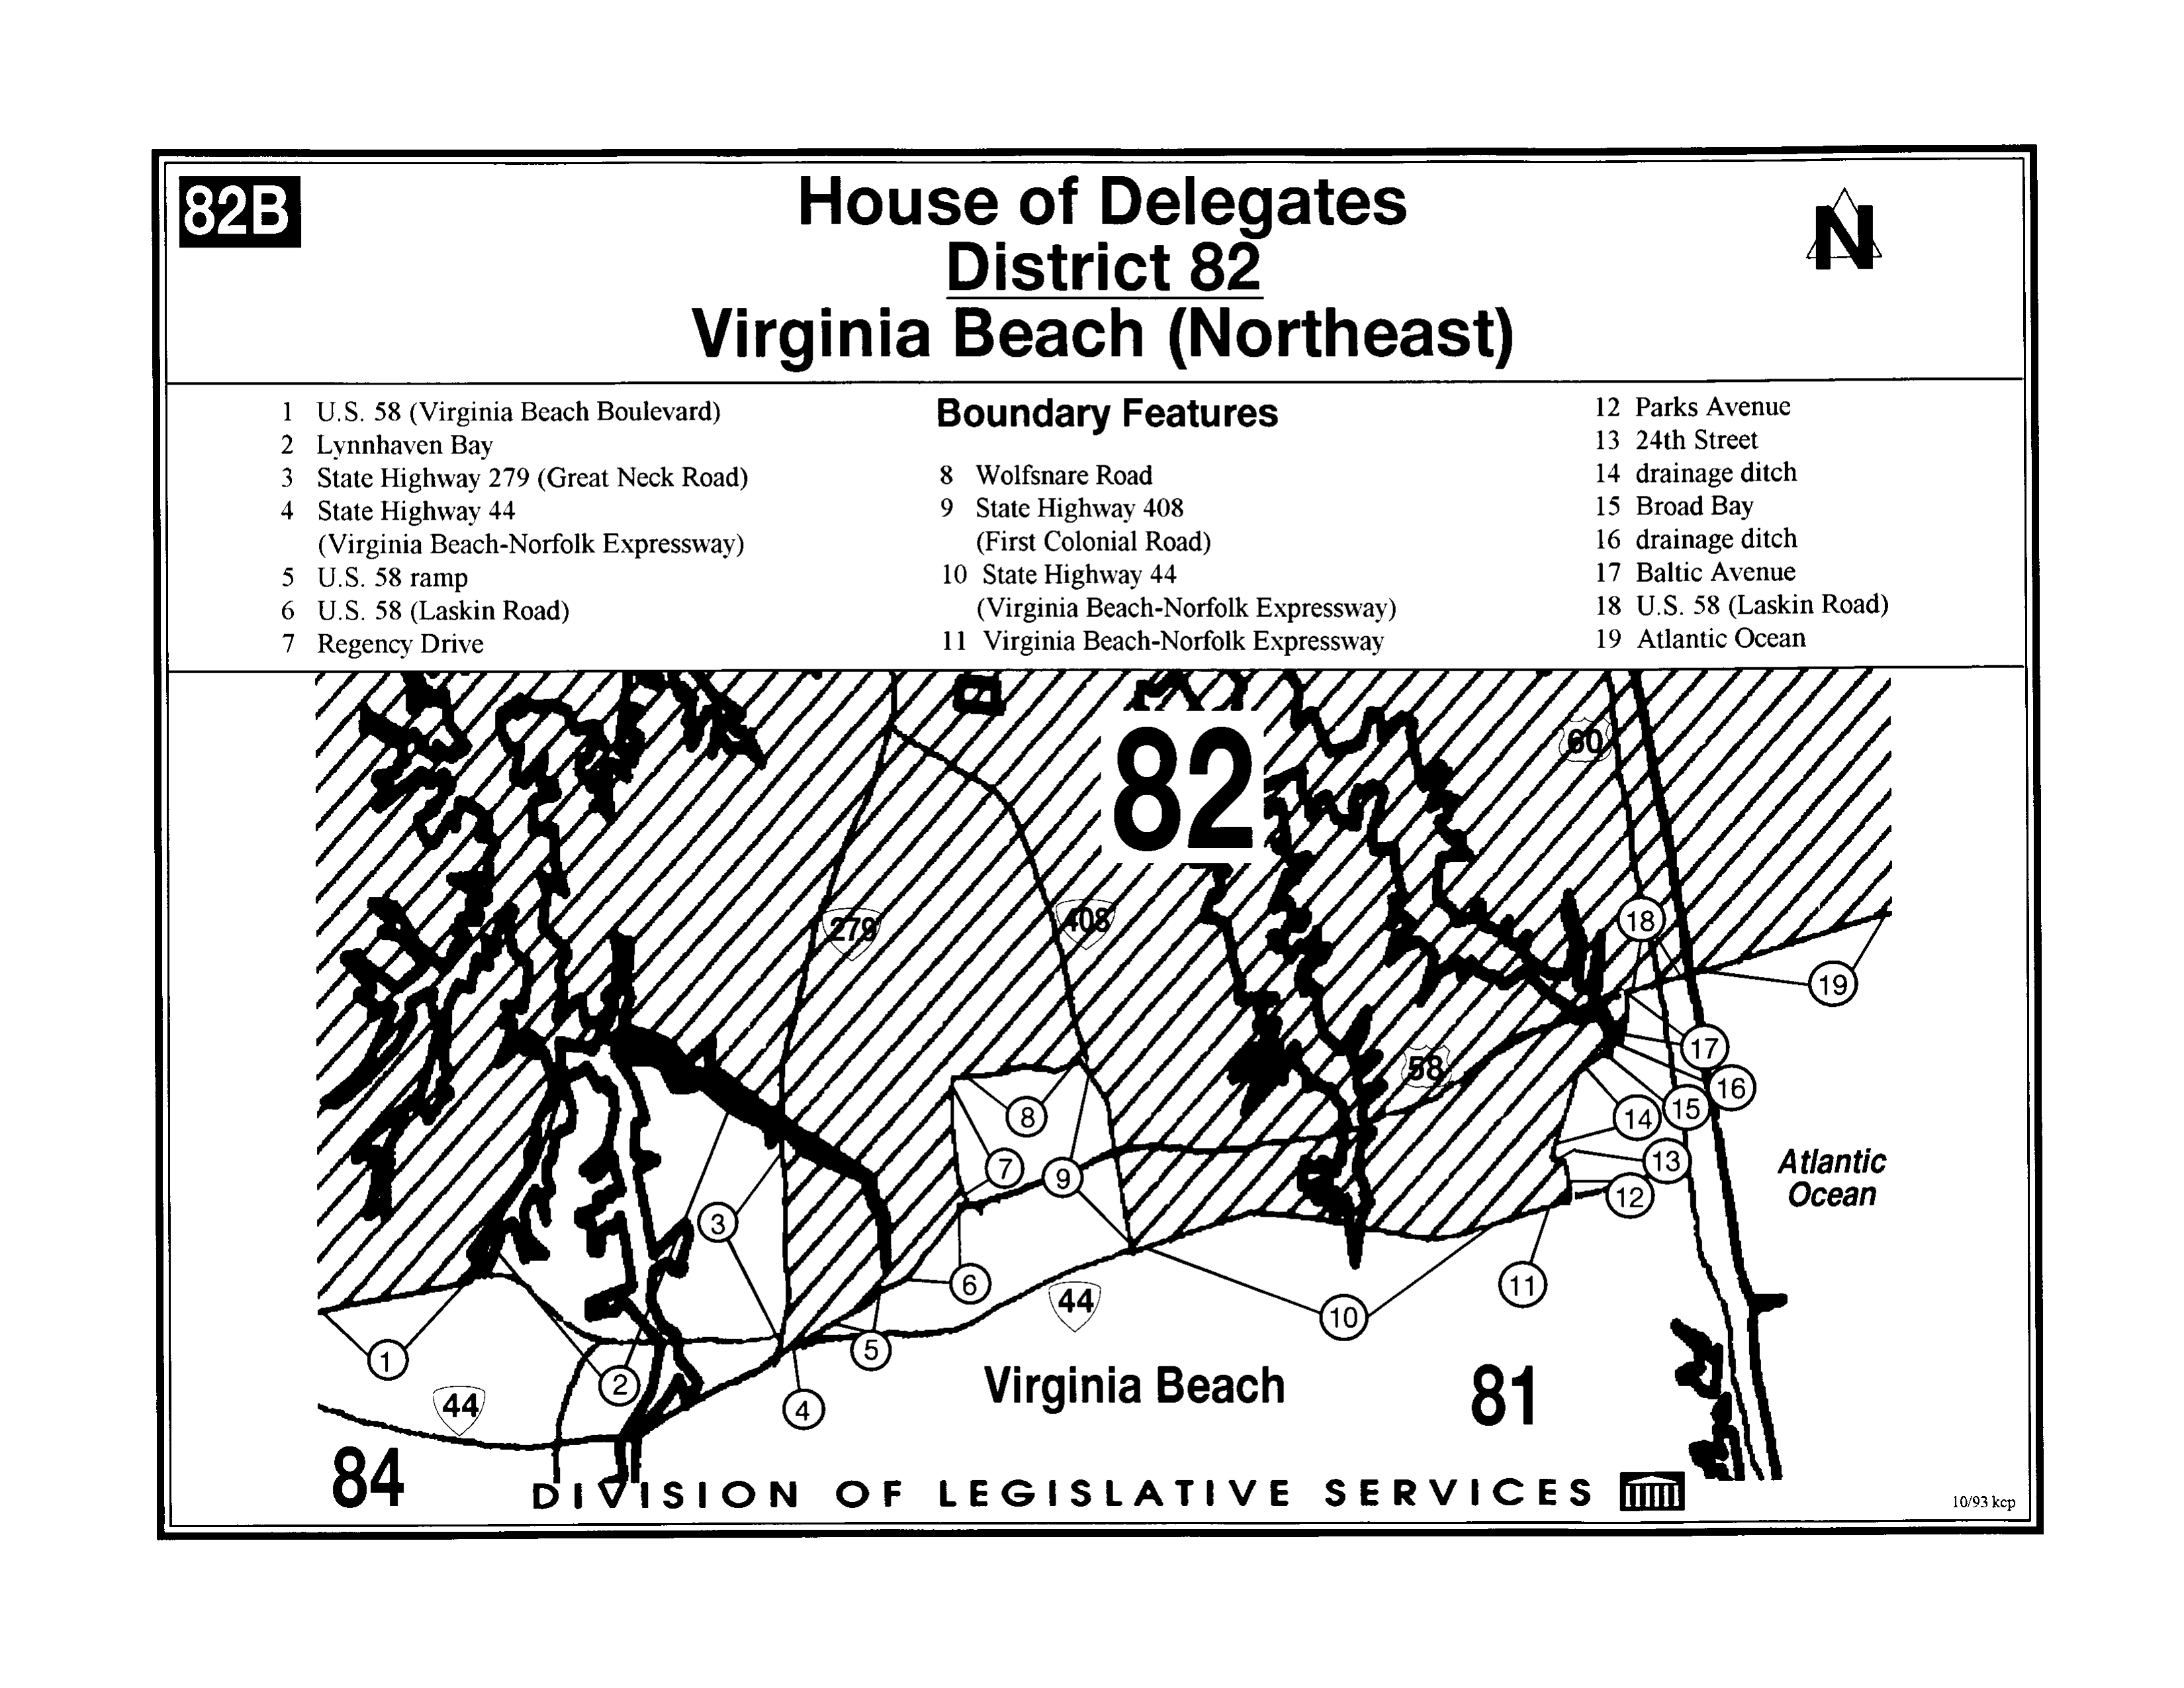 82B
House of Delegates
District 82
Virginia Beach (Northeast)
N
1 U.S. 58 (Virginia Beach Boulevard)
2 Lynnhaven Bay
3 State Highway 279 (Great Neck Road)
4 State Highway 44
(Virginia Beach-Norfolk Expressway)
5 U.S. 58 ramp
6 U.S. 58 (Laskin Road)
7 Regency Drive
Boundary Features
8 Wolfsnare Road
9 State Highway 408
(First Colonial Road)
10 State Highway 44
(Virginia Beach-Norfolk Expressway)
11 Virginia Beach-Norfolk Expressway
12 Parks Avenue
13 24th Street
14 drainage ditch
15 Broad Bay
16 drainage ditch
17 Baltic Avenue
18 U.S. 58 (Laskin Road)
19 Atlantic Ocean
60
82
279
408
18
19
17
58
16
8
15
14
7
9
13
Atlantic
Ocean
12
3
6
11
44
10
1
5
2
Virginia Beach
81
44
4
84
DIVISION OF LEGISLATIVE SERVICES
10/93 kcp